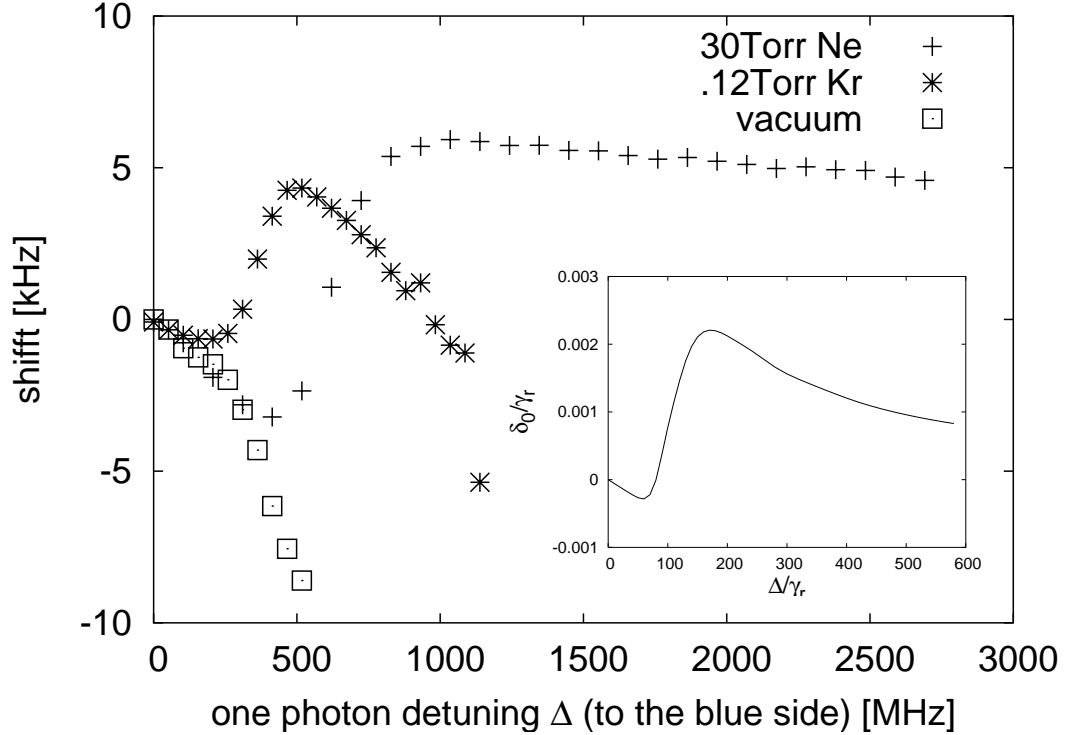 10
5
0
-5
-10
shifft [kHz]
30Torr Ne
.12Torr Kr
vacuum
0.003
0.002
0.001
0
-0.001
δ0/γr
0 100 200 300 400 500 600
Δ/γr
0 500 1000 1500 2000 2500 3000
one photon detuning Δ (to the blue side) [MHz]